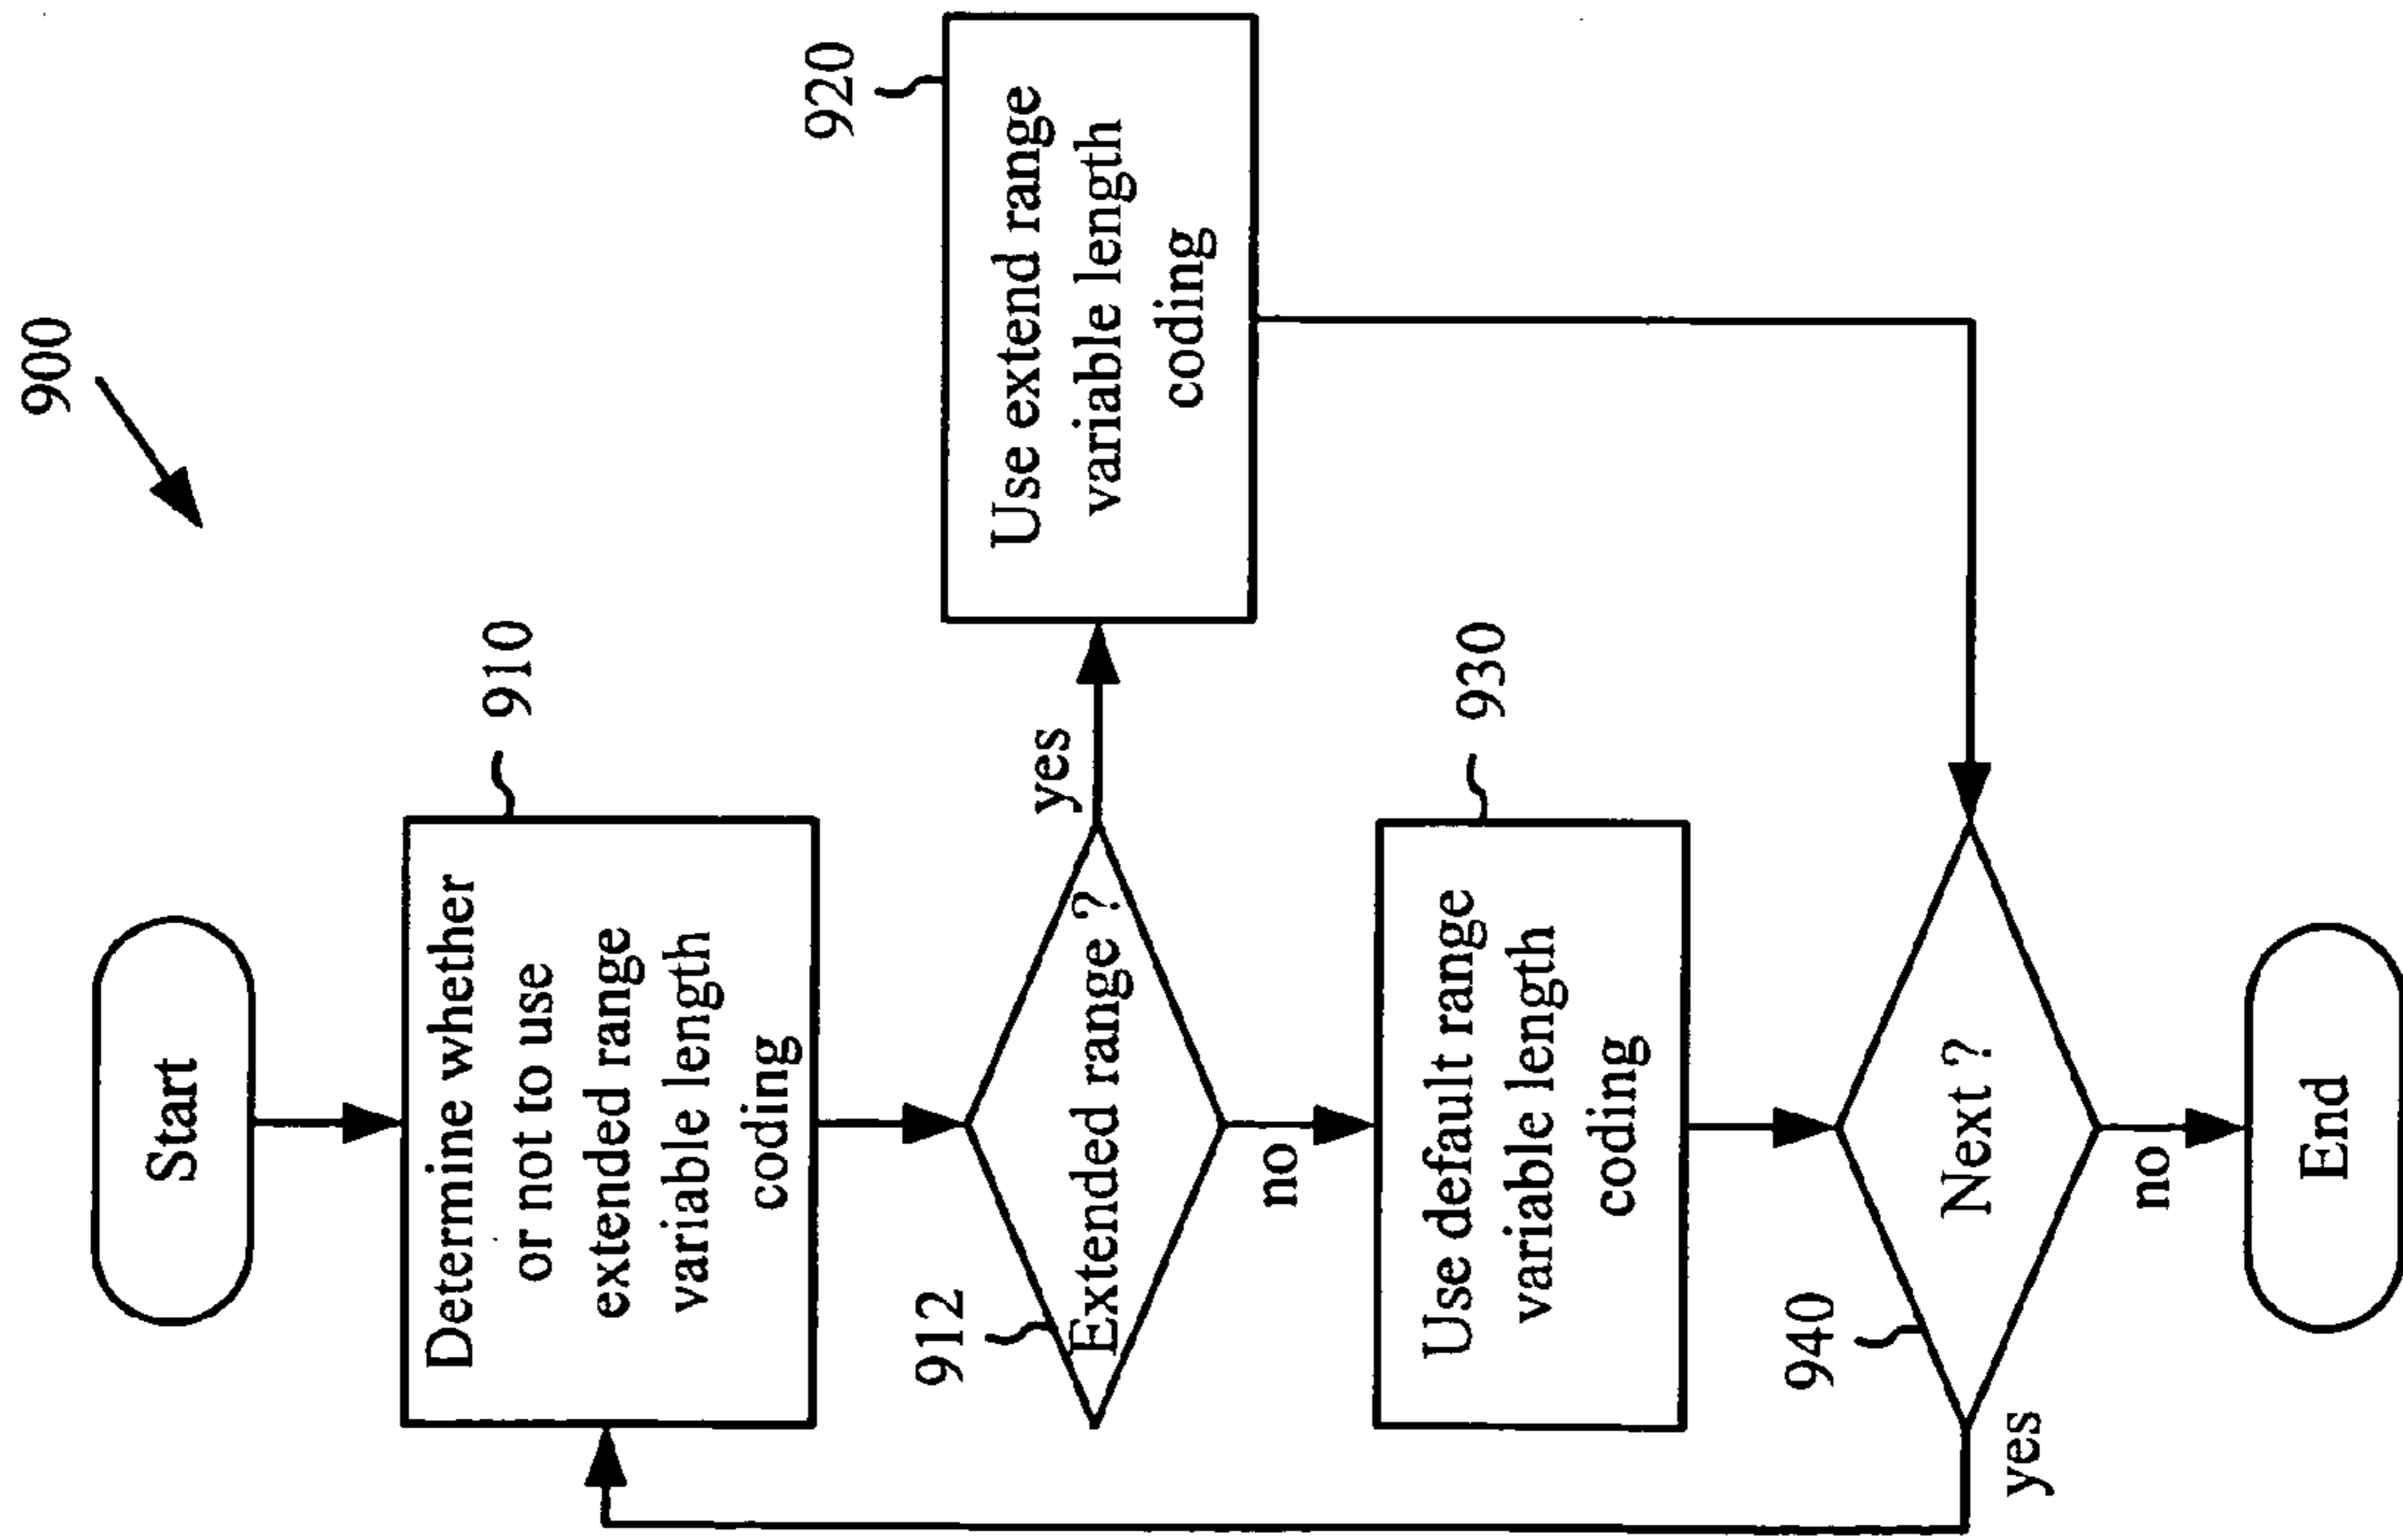 900
Start
910
Determine whether
or not to use
extended range
variable length
coding
912
Extended range ?
yes
920
Use extend range
variable length
coding
no
930
Use default range
variable length
coding
940
Next ?
yes
no
End